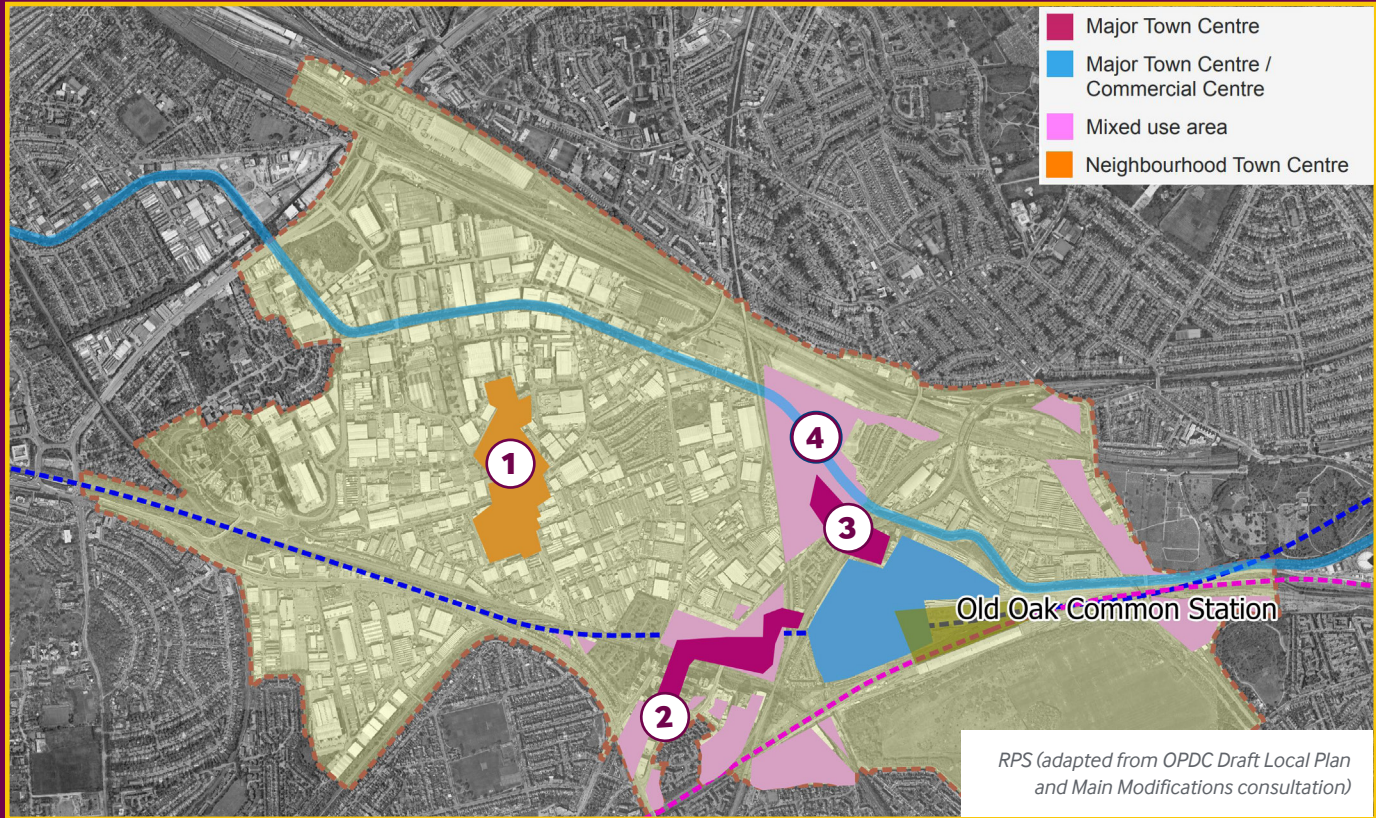 Major Town Centre
Major Town Centre /
Commercial Centre
Mixed use area
Neighbourhood Town Centre
4
1
3
Old Oak Common Station
2
RPS (adapted from OPDC Draft Local Plan
and Main Modifications consultation)